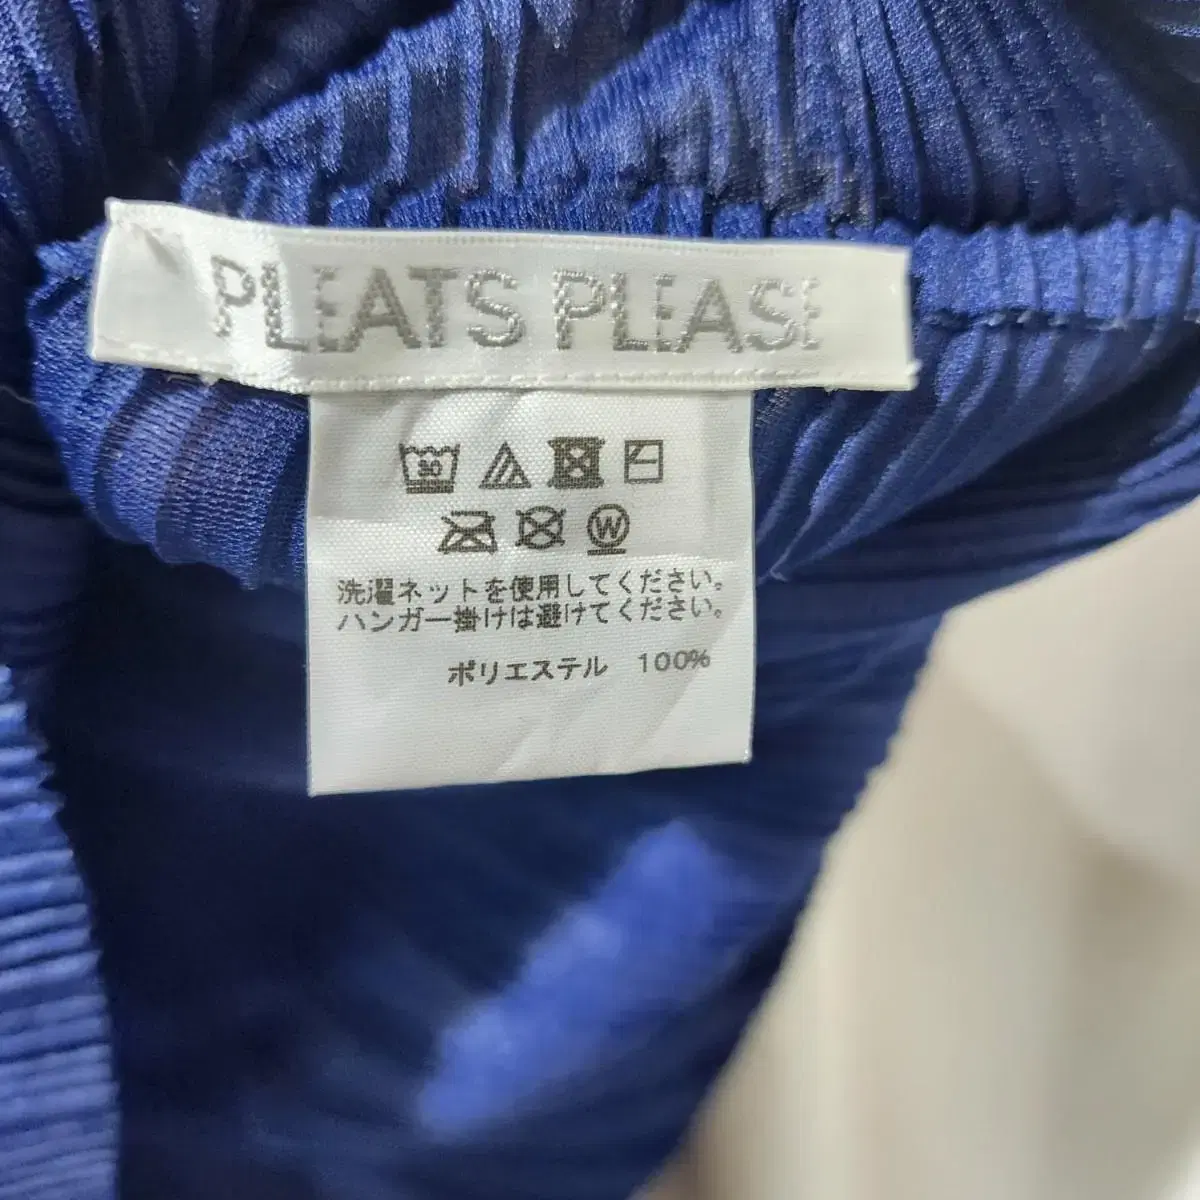 PLEATS PLEASE
30
W
洗濯ネットを使用してください。
ハンガー掛けは避けてください。
ポリエステル 100%